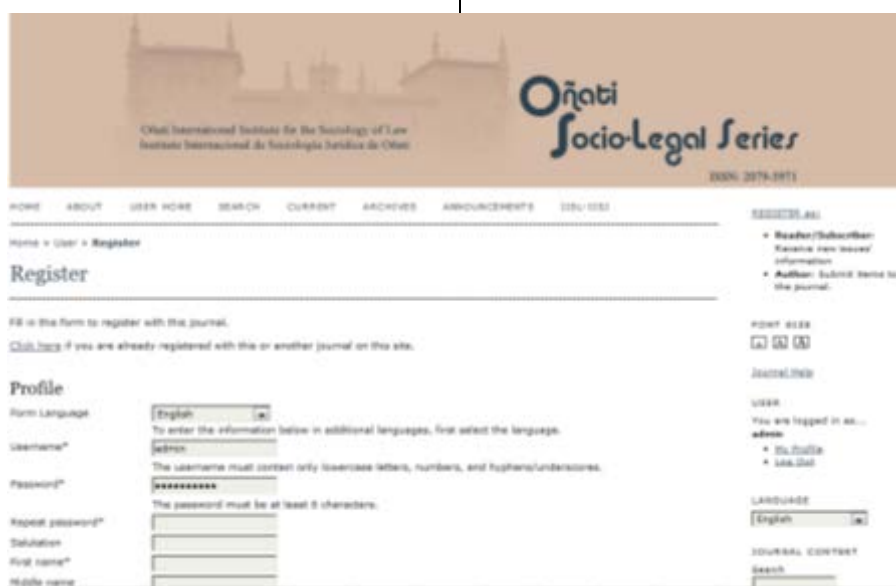 Oñati
Socio-Legal Series
Oñati International Institute for the Sociology of Law
Instituto Internacional de Sociología Jurídica de Oñati
ISSN: 2079-5971
HOME ABOUT USER HOME SEARCH CURRENT ARCHIVES ANNOUNCEMENTS IISL-IISJ
Home > User > Register
Register
Fill in this form to register with this journal.
Click here if you are already registered with this or another journal on this site.
Profile
Form Language English
To enter the information below in additional languages, first select the language.
Username* admin
The username must contain only lowercase letters, numbers, and hyphens/underscores.
Password* ••••••••••
The password must be at least 6 characters.
Repeat password*
Salutation
First name*
Middle name
REGISTER as:
• Reader/Subscriber:
Receive new issues'
information
• Author: Submit items to
the journal.
FONT SIZE
A A A
Journal Help
USER
You are logged in as...
admin
• My Profile
• Log Out
LANGUAGE
English
JOURNAL CONTENT
Search